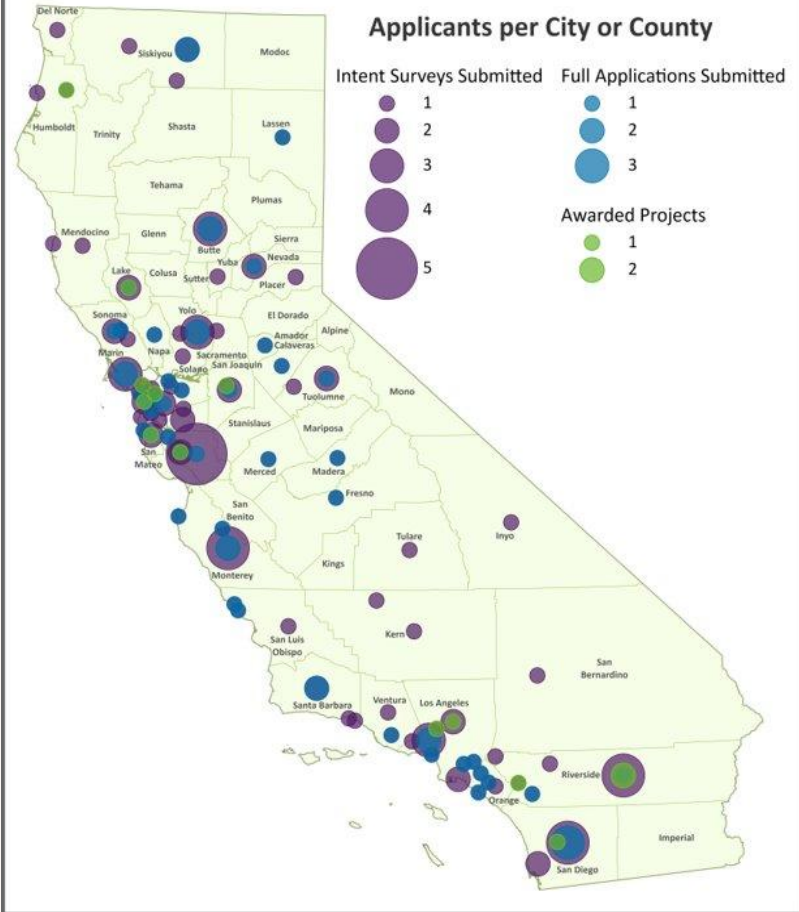 Applicants per City or County
Intent Surveys Submitted
1
2
3
4
5
Full Applications Submitted
1
2
3
Awarded Projects
1
2
Del Norte
Siskiyou
Modoc
Humboldt
Trinity
Shasta
Lassen
Tehama
Plumas
Mendocino
Glenn
Butte
Sierra
Lake
Colusa
Sutter
Yuba
Nevada
Placer
Sonoma
Yolo
El Dorado
Marin
Napa
Solano
Sacramento
Amador
Alpine
Calaveras
San Joaquin
Tuolumne
Mono
Stanislaus
Mariposa
San
Mateo
Merced
Madera
Fresno
San
Benito
Monterey
Kings
Tulare
Inyo
San Luis
Obispo
Kern
San
Bernardino
Santa Barbara
Ventura
Los Angeles
Orange
Riverside
San Diego
Imperial